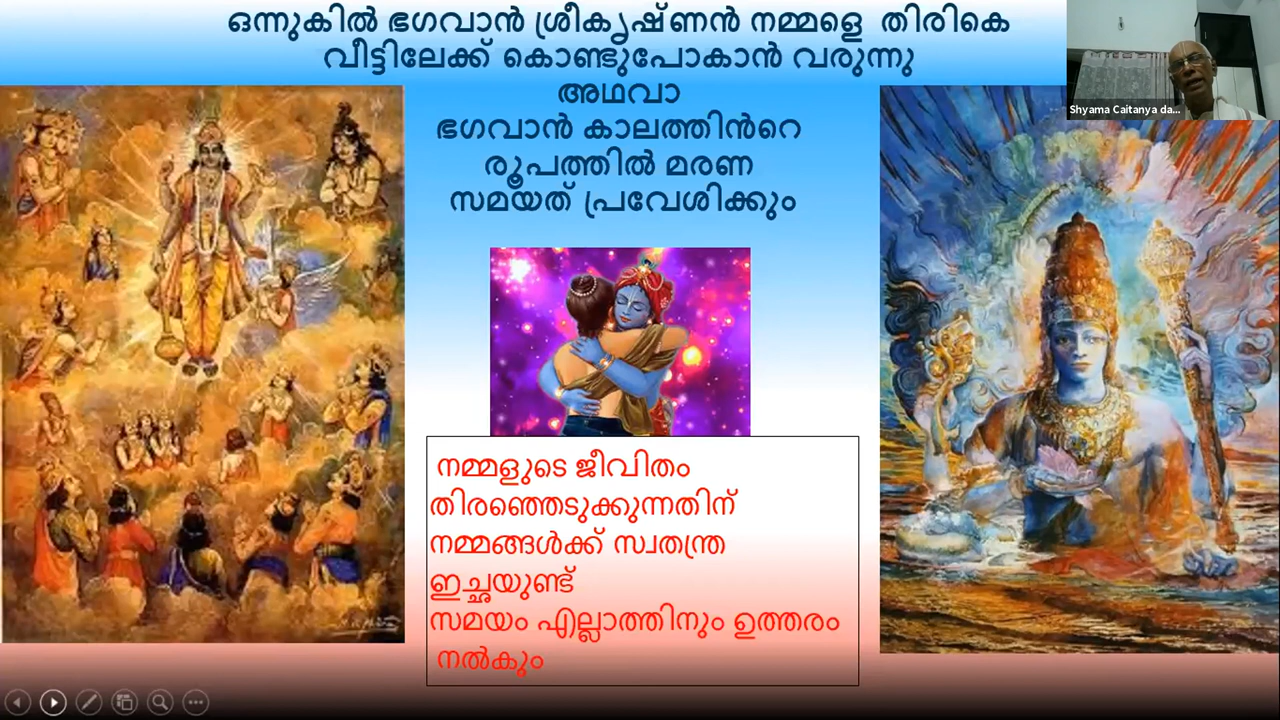 ഒന്നുകിൽ ഭഗവാൻ ശ്രീകൃഷ്ണൻ നമ്മളെ തിരികെ
വീട്ടിലേക്ക് കൊണ്ടുപോകാൻ വരുന്നു
അഥവാ
ഭഗവാൻ കാലത്തിൻറെ
രൂപത്തിൽ മരണ
സമയത് പ്രവേശിക്കും
Shyama Caitanya da...
നമ്മളുടെ ജീവിതം
തിരഞ്ഞെടുക്കുന്നതിന്
നമ്മങ്ങൾക്ക് സ്വതന്ത്ര
ഇച്ഛയുണ്ട്
സമയം എല്ലാത്തിനും ഉത്തരം
നൽകും